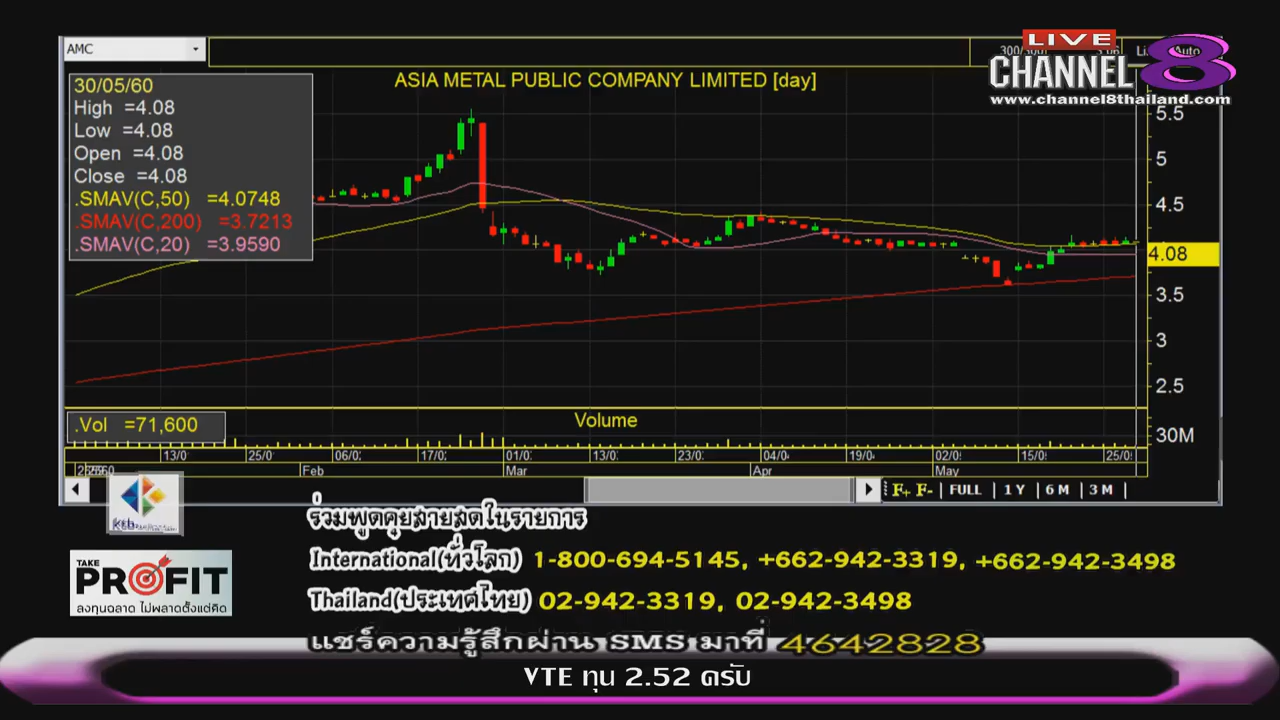 AMC
LIVE
CHANNEL 8
www.channel8thailand.com
ASIA METAL PUBLIC COMPANY LIMITED [day]
30/05/60
High =4.08
Low =4.08
Open =4.08
Close =4.08
.SMAV(C,50) =4.0748
.SMAV(C,200) =3.7213
.SMAV(C,20) =3.9590
5.5
5
4.5
4.08
3.5
3
2.5
.Vol =71,600
Volume
30M
13/0 25/0 06/0 17/0 01/0 13/0 23/0 04/0 19/0 02/0 15/0 25/0
Feb Mar Apr May
F+ F- FULL 1 Y 6 M 3 M
ktb
ร่วมพูดคุยสายสดในรายการ
International(ทั่วโลก) 1-800-694-5145, +662-942-3319, +662-942-3498
TAKE PROFIT
ลงทุนฉลาด ไม่พลาดตั้งแต่คิด
Thailand(ประเทศไทย) 02-942-3319, 02-942-3498
แชร์ความรู้สึกผ่าน SMS มาที่ 4642828
VTE ทุน 2.52 ครับ